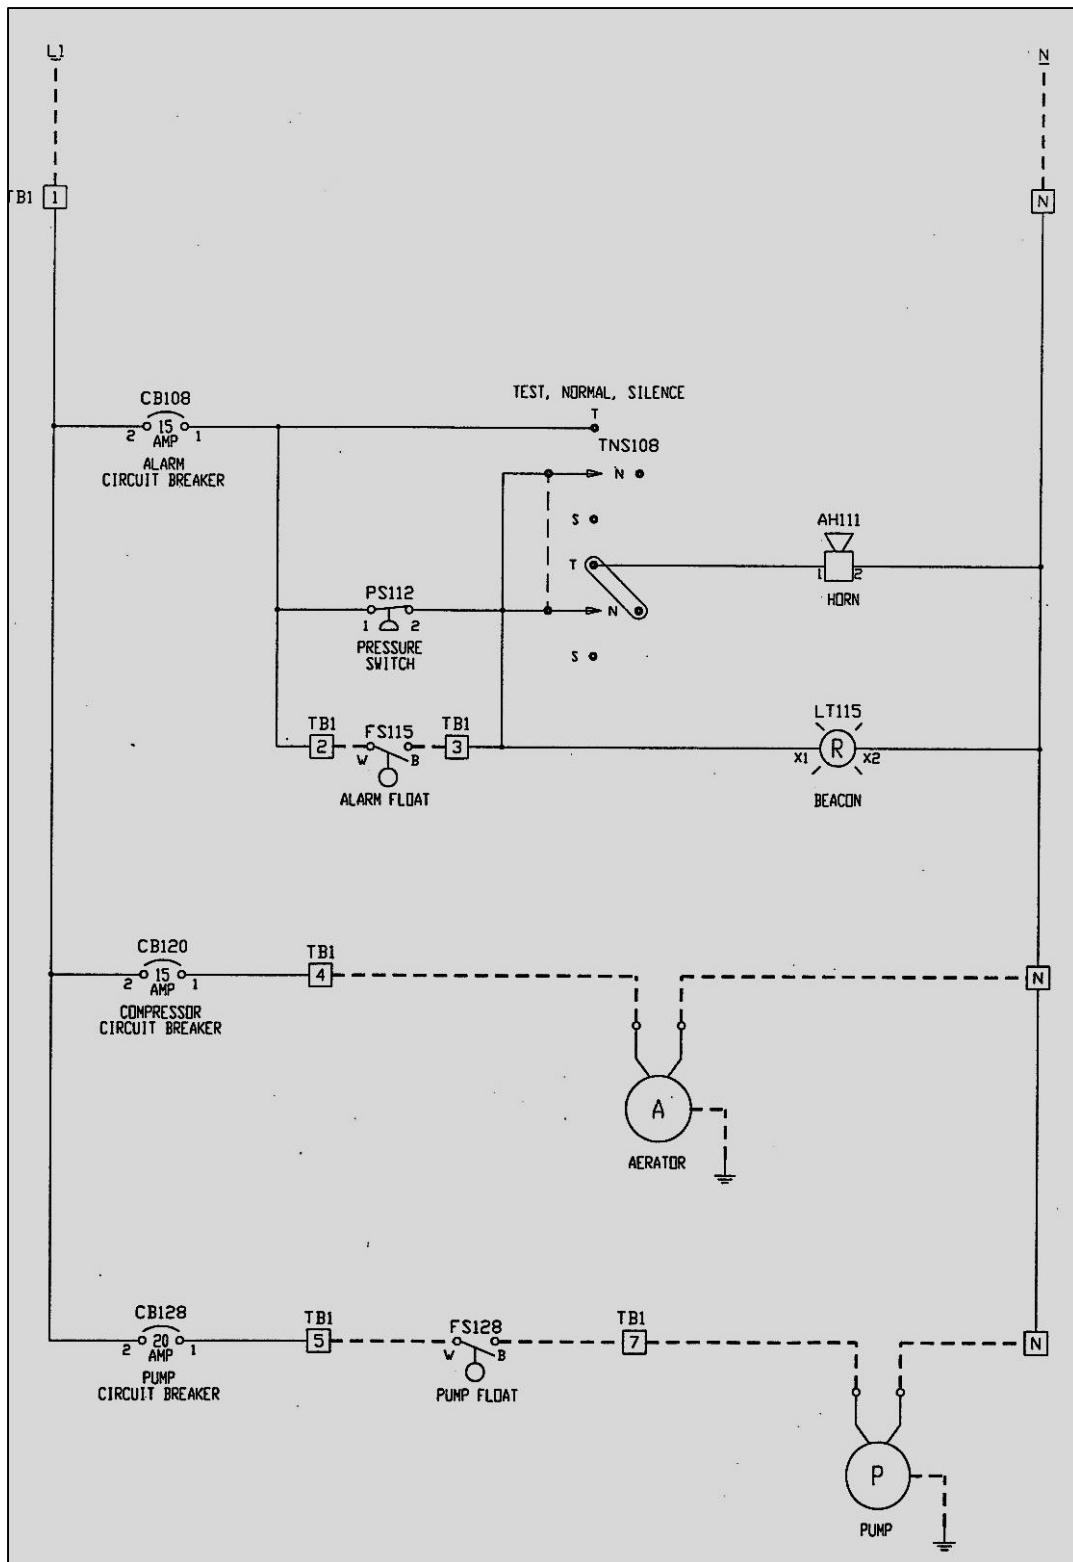 L1
N
TB1 1
N
TEST, NORMAL, SILENCE
CB108
T
TNS108
2 15 1
AMP
ALARM
CIRCUIT BREAKER
N
AH111
S
T
1 2
HORN
PS112
N
1 2
PRESSURE
SWITCH
S
LT115
TB1 FS115 TB1
2 3
W B
R
X1 X2
ALARM FLOAT
BEACON
CB120
TB1
2 15 1
AMP
4
N
COMPRESSOR
CIRCUIT BREAKER
A
AERATOR
CB128
TB1 FS128 TB1
2 20 1
AMP
5
W B
7
N
PUMP
CIRCUIT BREAKER
PUMP FLOAT
P
PUMP